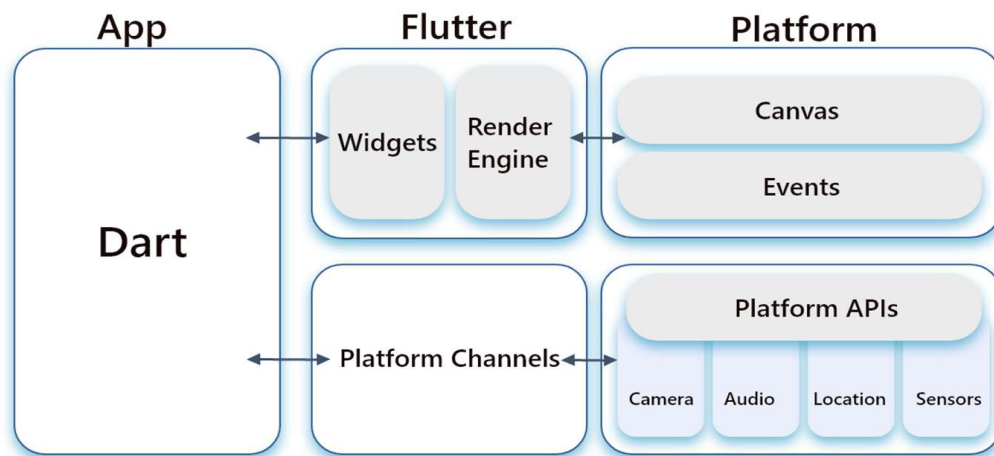 App
Flutter
Platform
Dart
Widgets
Render
Engine
Canvas
Events
Platform Channels
Platform APIs
Camera
Audio
Location
Sensors